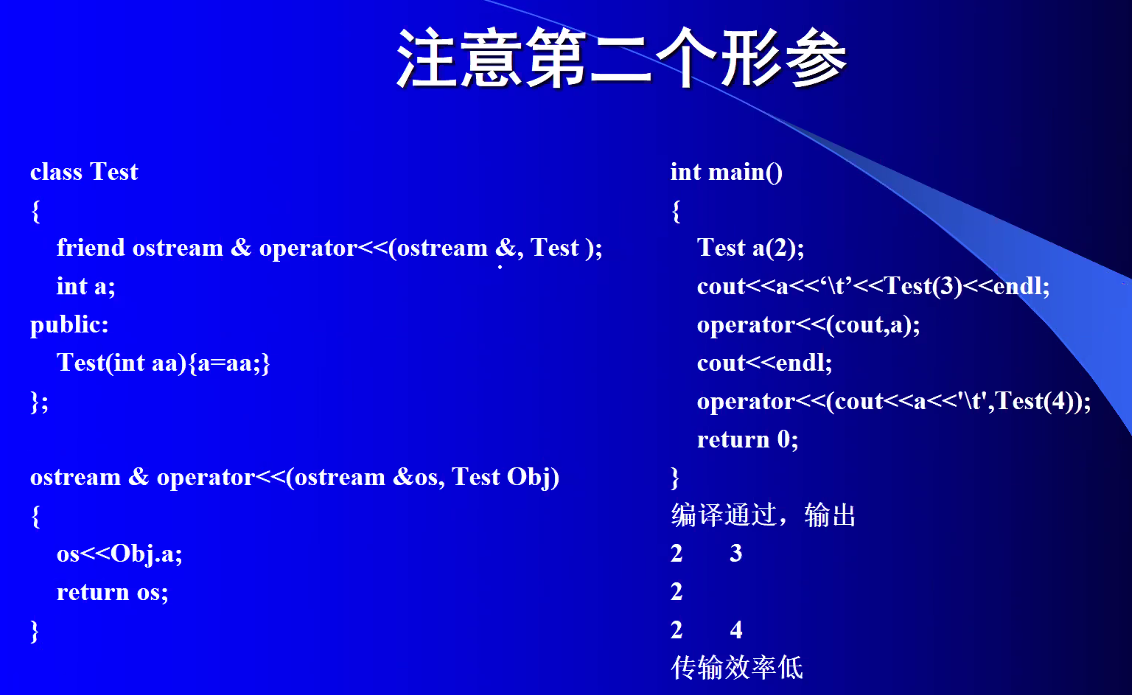 注意第二个形参
class Test
{
friend ostream & operator<<(ostream &, Test );
int a;
public:
Test(int aa){a=aa;}
};
ostream & operator<<(ostream &os, Test Obj)
{
os<<Obj.a;
return os;
}
int main()
{
Test a(2);
cout<<a<<‘\t’<<Test(3)<<endl;
operator<<(cout,a);
cout<<endl;
operator<<(cout<<a<<'\t',Test(4));
return 0;
}
编译通过，输出
2 3
2
2 4
传输效率低